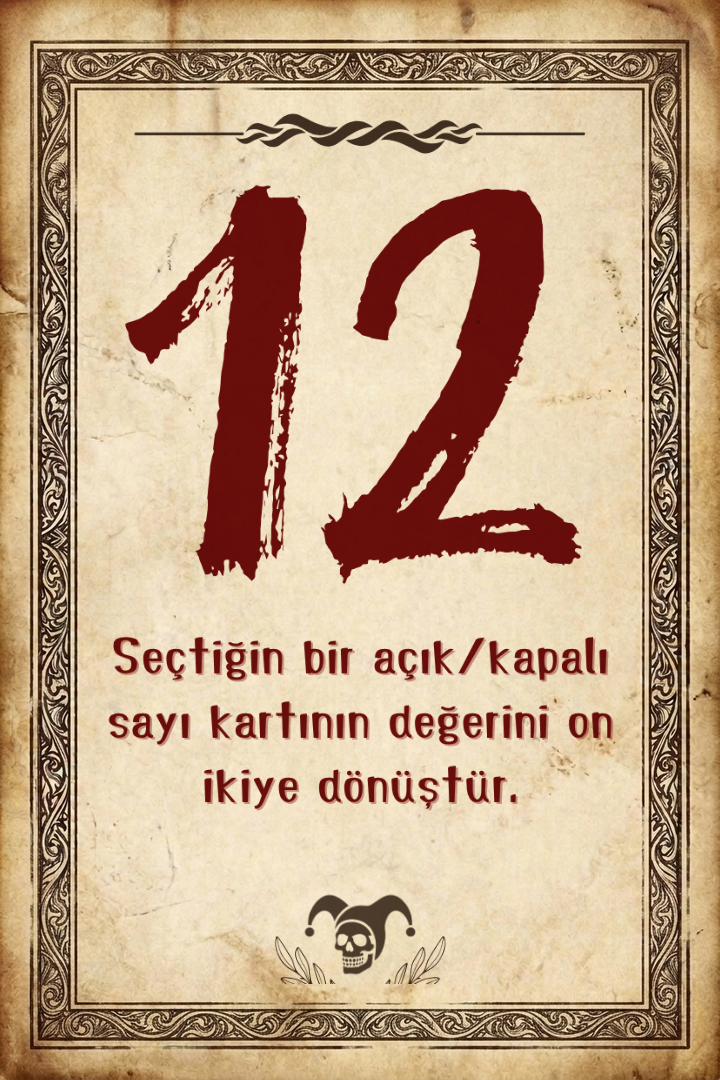 12
Seçtiğin bir açık/kapalı
sayı kartının değerini on
ikiye dönüştür.